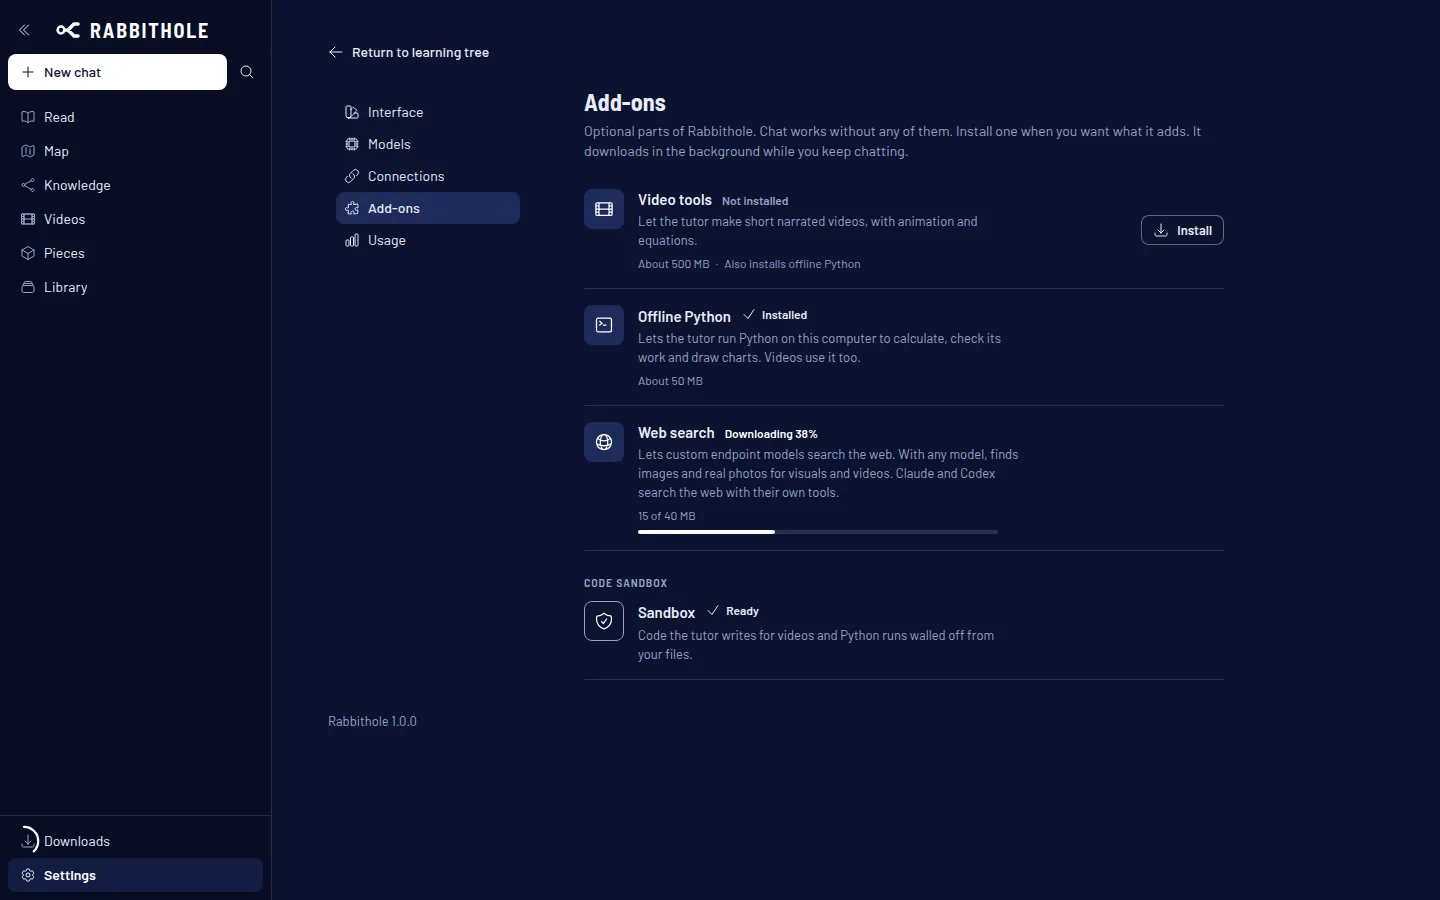 RABBITHOLE
New chat
Read
Map
Knowledge
Videos
Pieces
Library
Downloads
Settings
Return to learning tree
Interface
Models
Connections
Add-ons
Usage
Rabbithole 1.0.0
Add-ons
Optional parts of Rabbithole. Chat works without any of them. Install one when you want what it adds. It
downloads in the background while you keep chatting.
Video tools Not installed
Let the tutor make short narrated videos, with animation and
equations.
About 500 MB · Also installs offline Python
Install
Offline Python Installed
Lets the tutor run Python on this computer to calculate, check its
work and draw charts. Videos use it too.
About 50 MB
Web search Downloading 38%
Lets custom endpoint models search the web. With any model, finds
images and real photos for visuals and videos. Claude and Codex
search the web with their own tools.
15 of 40 MB
CODE SANDBOX
Sandbox Ready
Code the tutor writes for videos and Python runs walled off from
your files.